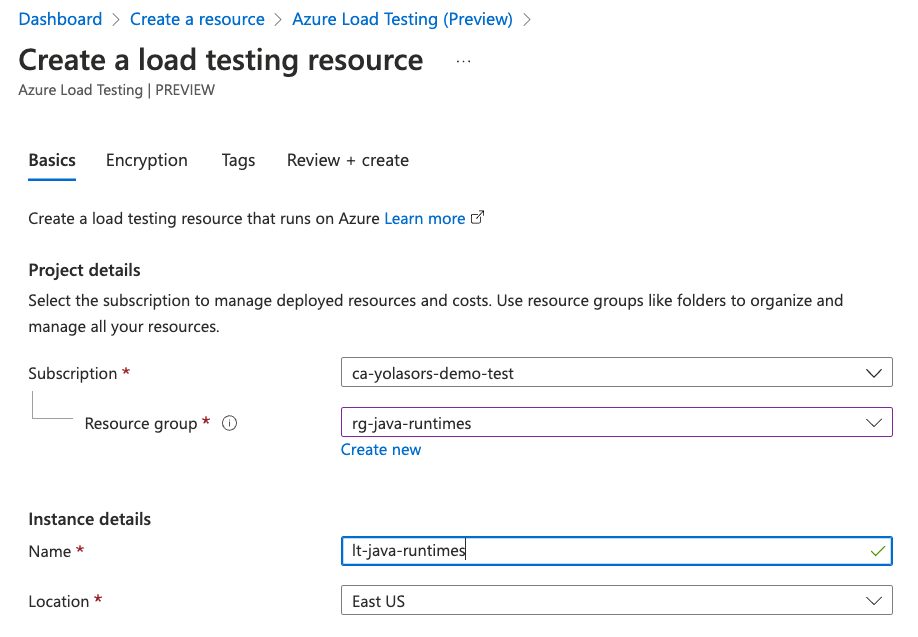 Dashboard > Create a resource > Azure Load Testing (Preview) >
Create a load testing resource ...
Azure Load Testing | PREVIEW
Basics Encryption Tags Review + create
Create a load testing resource that runs on Azure Learn more
Project details
Select the subscription to manage deployed resources and costs. Use resource groups like folders to organize and
manage all your resources.
Subscription * ca-yolasors-demo-test
Resource group * rg-java-runtimes
Create new
Instance details
Name * lt-java-runtimes
Location * East US